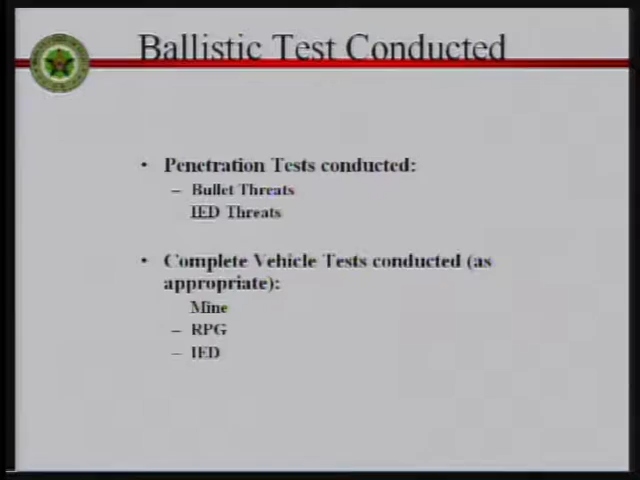 Ballistic Test Conducted
• Penetration Tests conducted:
– Bullet Threats
IED Threats
• Complete Vehicle Tests conducted (as
appropriate):
Mine
– RPG
– IED